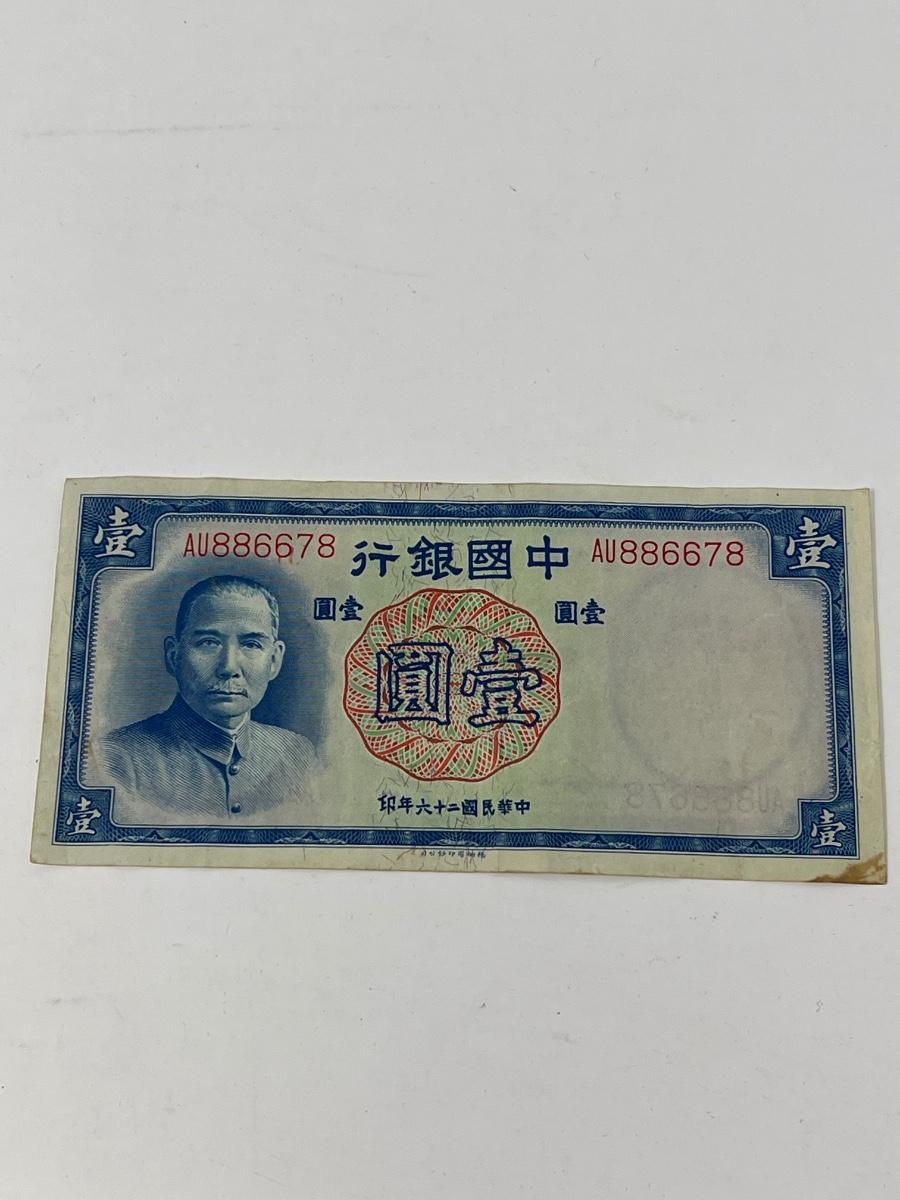 壹 壹
AU886678 中國銀行 AU886678
壹圓 壹圓
壹圓
中華民國二十六年印
壹 壹